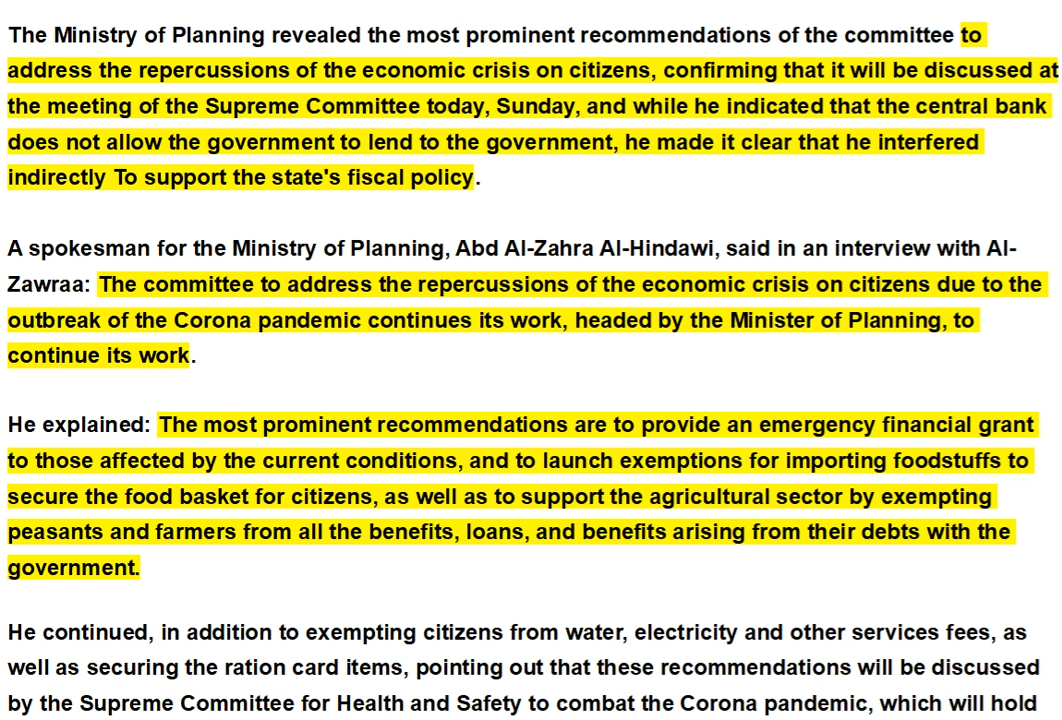 The Ministry of Planning revealed the most prominent recommendations of the committee to
address the repercussions of the economic crisis on citizens, confirming that it will be discussed at
the meeting of the Supreme Committee today, Sunday, and while he indicated that the central bank
does not allow the government to lend to the government, he made it clear that he interfered
indirectly To support the state's fiscal policy.
A spokesman for the Ministry of Planning, Abd Al-Zahra Al-Hindawi, said in an interview with Al-
Zawraa: The committee to address the repercussions of the economic crisis on citizens due to the
outbreak of the Corona pandemic continues its work, headed by the Minister of Planning, to
continue its work.
He explained: The most prominent recommendations are to provide an emergency financial grant
to those affected by the current conditions, and to launch exemptions for importing foodstuffs to
secure the food basket for citizens, as well as to support the agricultural sector by exempting
peasants and farmers from all the benefits, loans, and benefits arising from their debts with the
government.
He continued, in addition to exempting citizens from water, electricity and other services fees, as
well as securing the ration card items, pointing out that these recommendations will be discussed
by the Supreme Committee for Health and Safety to combat the Corona pandemic, which will hold